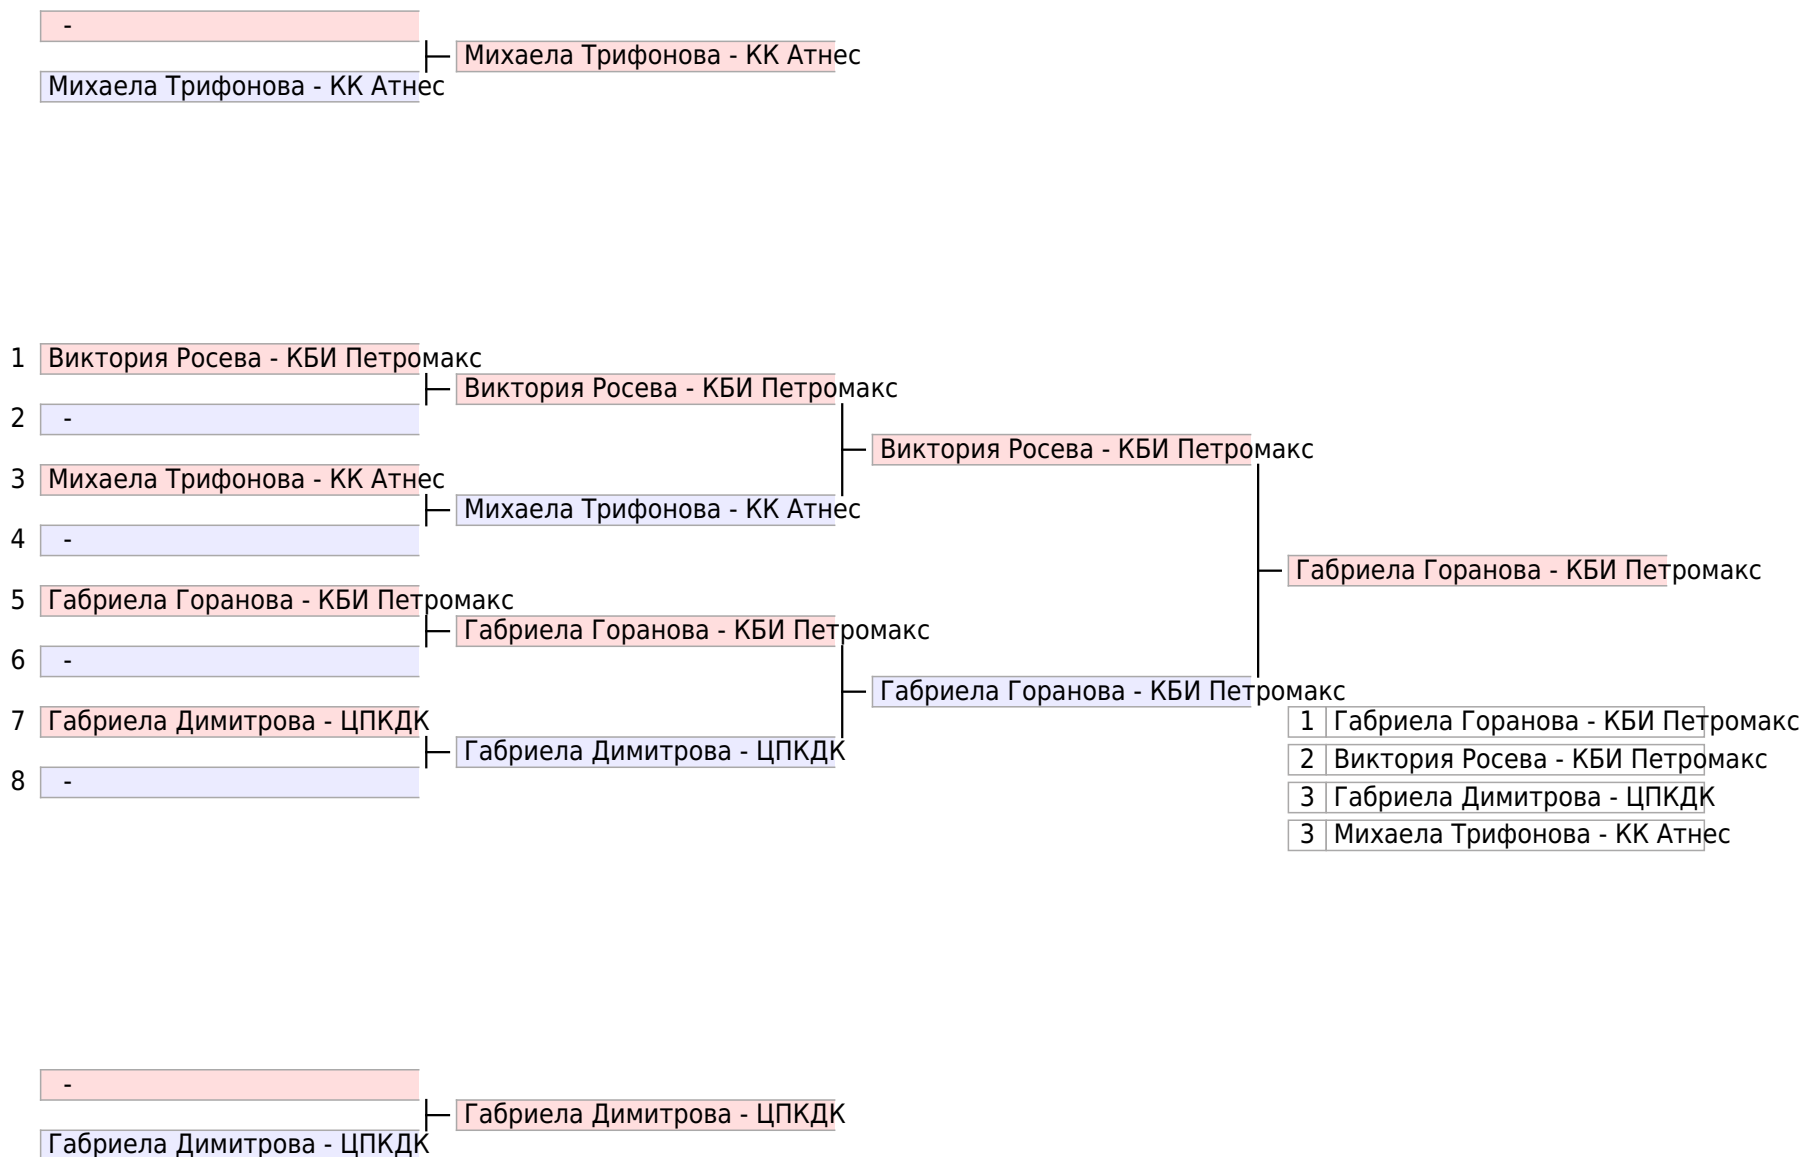 -
Михаела Трифонова - КК Атнес
Михаела Трифонова - КК Атнес
1 Виктория Росева - КБИ Петромакс
Виктория Росева - КБИ Петромакс
2 -
Виктория Росева - КБИ Петромакс
3 Михаела Трифонова - КК Атнес
Михаела Трифонова - КК Атнес
4 -
Габриела Горанова - КБИ Петромакс
5 Габриела Горанова - КБИ Петромакс
Габриела Горанова - КБИ Петромакс
6 -
Габриела Горанова - КБИ Петромакс
7 Габриела Димитрова - ЦПКДК
Габриела Димитрова - ЦПКДК
8 -
1 Габриела Горанова - КБИ Петромакс
2 Виктория Росева - КБИ Петромакс
3 Габриела Димитрова - ЦПКДК
3 Михаела Трифонова - КК Атнес
-
Габриела Димитрова - ЦПКДК
Габриела Димитрова - ЦПКДК